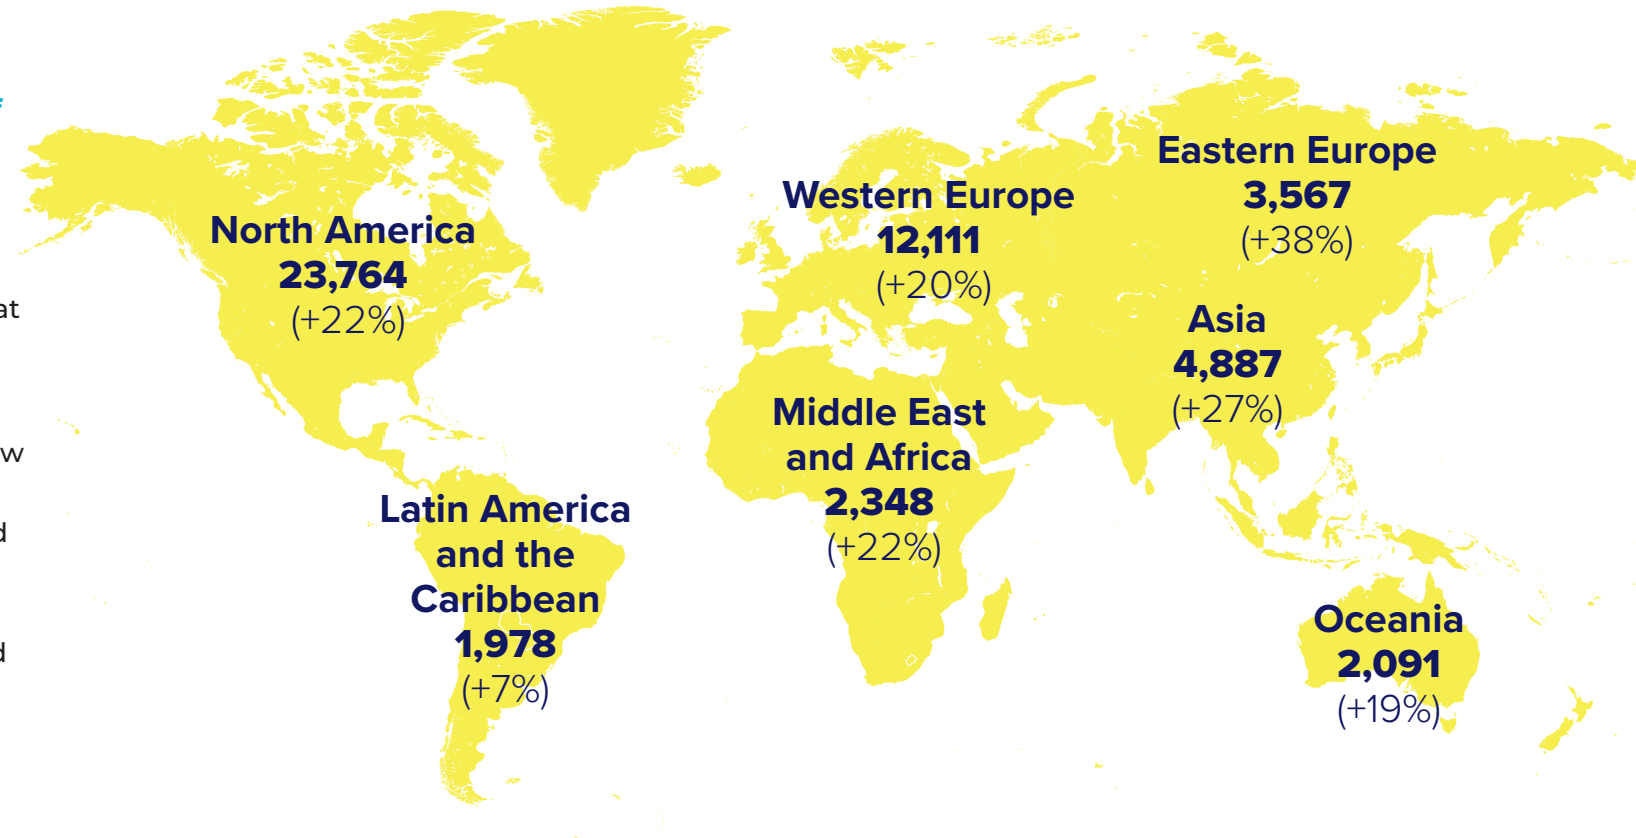 at
w
d
d
North America
23,764
(+22%)
Latin America
and the
Caribbean
1,978
(+7%)
Western Europe
12,111
(+20%)
Middle East
and Africa
2,348
(+22%)
Eastern Europe
3,567
(+38%)
Asia
4,887
(+27%)
Oceania
2,091
(+19%)